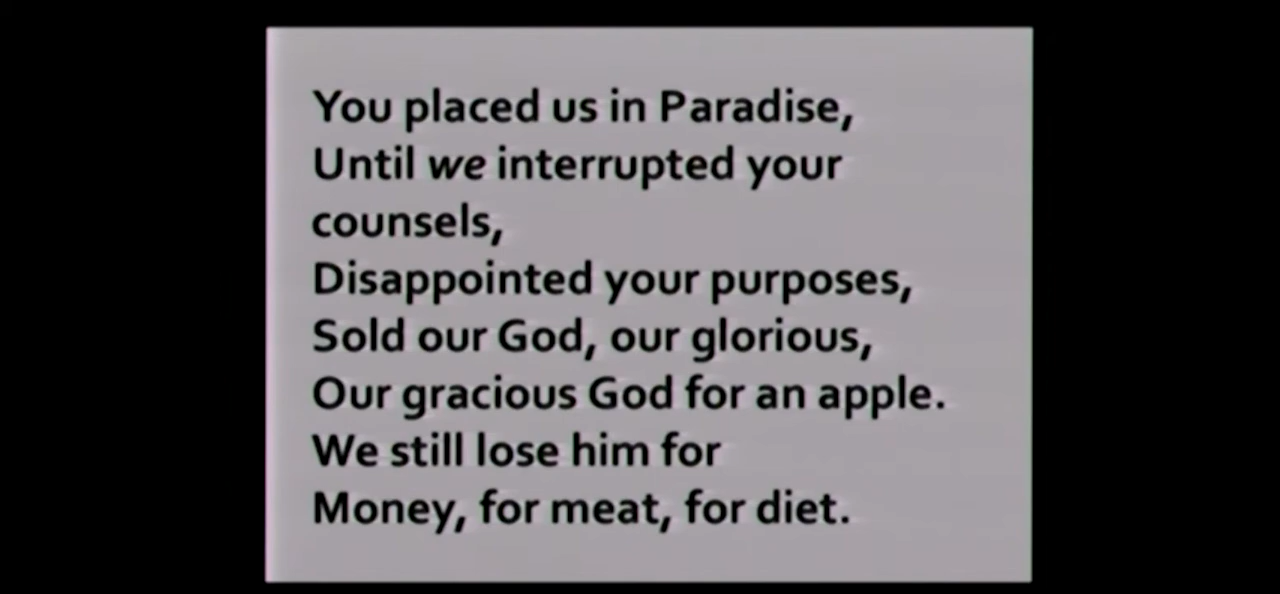 You placed us in Paradise,
Until we interrupted your
counsels,
Disappointed your purposes,
Sold our God, our glorious,
Our gracious God for an apple.
We still lose him for
Money, for meat, for diet.